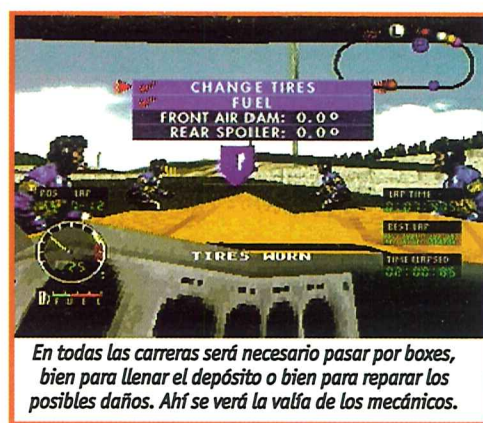 L
CHANGE TIRES
FUEL
FRONT AIR DAM: 0.0°
REAR SPOILER: 0.0°
POS LAP
LAP TIME
BEST LAP
TIRES WORN
TIME ELAPSED
FUEL
En todas las carreras será necesario pasar por boxes,
bien para llenar el depósito o bien para reparar los
posibles daños. Ahí se verá la valía de los mecánicos.